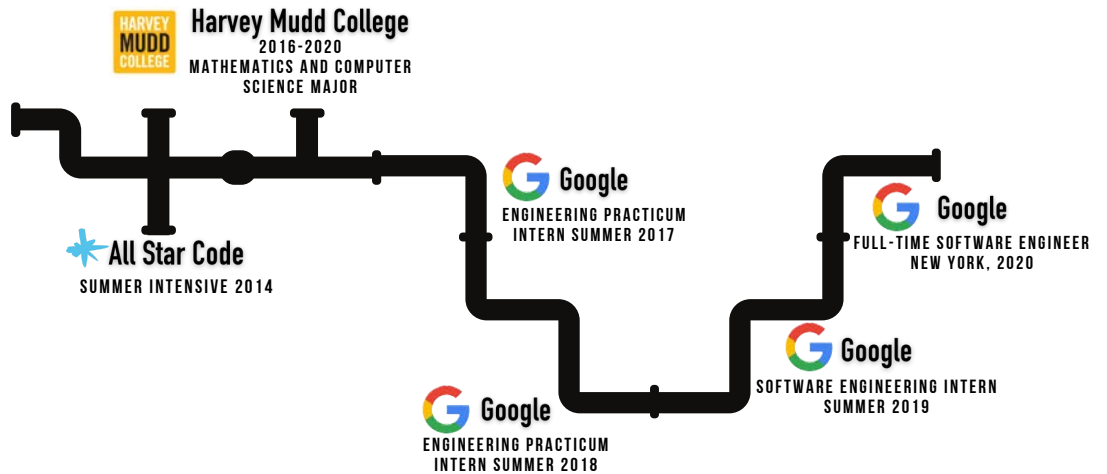 HARVEY
MUDD
COLLEGE
Harvey Mudd College
2016-2020
MATHEMATICS AND COMPUTER
SCIENCE MAJOR
All Star Code
SUMMER INTENSIVE 2014
Google
ENGINEERING PRACTICUM
INTERN SUMMER 2017
Google
ENGINEERING PRACTICUM
INTERN SUMMER 2018
Google
SOFTWARE ENGINEERING INTERN
SUMMER 2019
Google
FULL-TIME SOFTWARE ENGINEER
NEW YORK, 2020